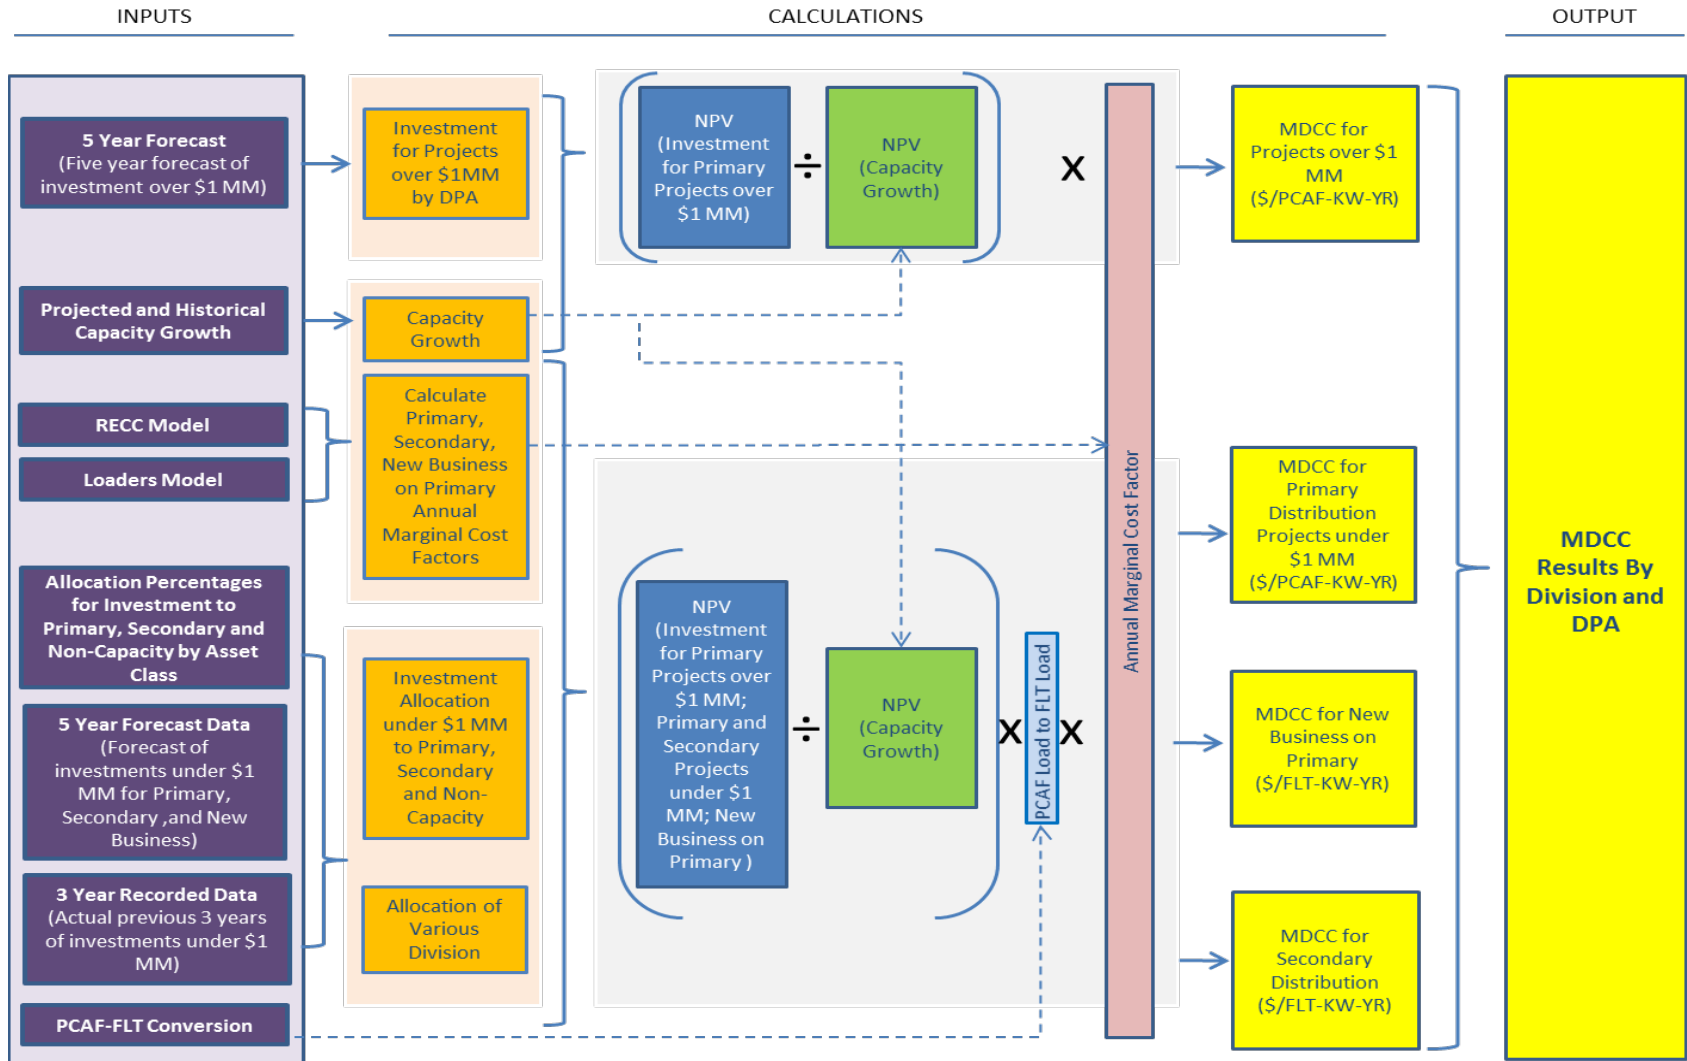 INPUTS
CALCULATIONS
OUTPUT
5 Year Forecast
(Five year forecast of
investment over $1 MM)
Projected and Historical
Capacity Growth
RECC Model
Loaders Model
Allocation Percentages
for Investment to
Primary, Secondary and
Non-Capacity by Asset
Class
5 Year Forecast Data
(Forecast of
investments under $1
MM for Primary,
Secondary ,and New
Business)
3 Year Recorded Data
(Actual previous 3 years
of investments under $1
MM)
PCAF-FLT Conversion
Investment
for Projects
over $1MM
by DPA
Capacity
Growth
Calculate
Primary,
Secondary,
New Business
on Primary
Annual
Marginal Cost
Factors
Investment
Allocation
under $1 MM
to Primary,
Secondary
and Non-
Capacity
Allocation of
Various
Division
NPV
(Investment
for Primary
Projects over
$1 MM)
÷
NPV
(Capacity
Growth)
X
NPV
(Investment
for Primary
Projects over
$1 MM;
Primary and
Secondary
Projects
under $1
MM; New
Business on
Primary )
÷
NPV
(Capacity
Growth)
X
PCAF Load to FLT Load
X
Annual Marginal Cost Factor
MDCC for
Projects over $1
MM
($/PCAF-KW-YR)
MDCC for
Primary
Distribution
Projects under
$1 MM
($/PCAF-KW-YR)
MDCC for New
Business on
Primary
($/FLT-KW-YR)
MDCC for
Secondary
Distribution
($/FLT-KW-YR)
MDCC
Results By
Division and
DPA